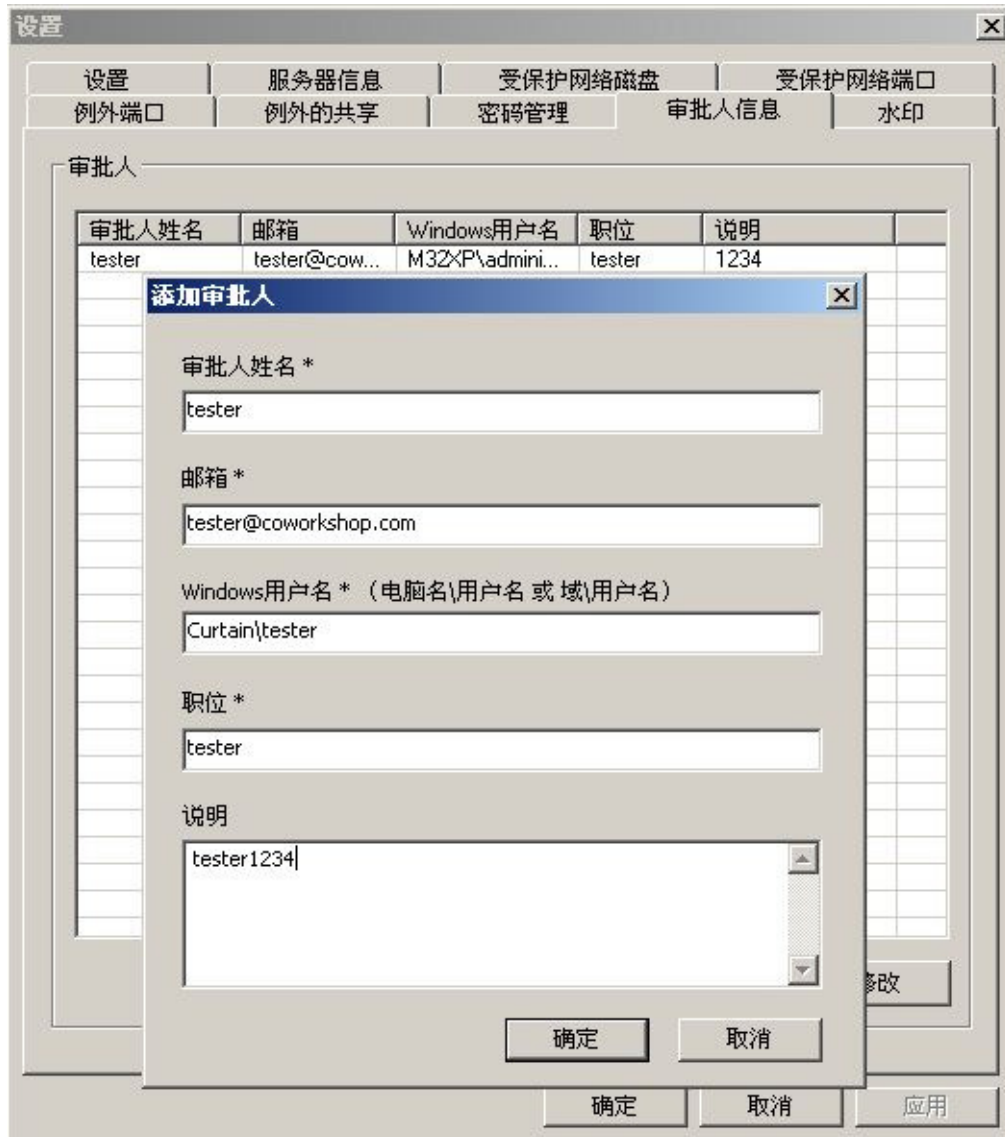 设置
设置 服务器信息 受保护网络磁盘 受保护网络端口
例外端口 例外的共享 密码管理 审批人信息 水印
审批人
审批人姓名 邮箱 Windows用户名 职位 说明
tester tester@cow... M32XP\admini... tester 1234
添加审批人
审批人姓名 *
tester
邮箱 *
tester@coworkshop.com
Windows用户名 * （电脑名\用户名 或 域\用户名）
Curtain\tester
职位 *
tester
说明
tester1234
修改
确定 取消
确定 取消 应用